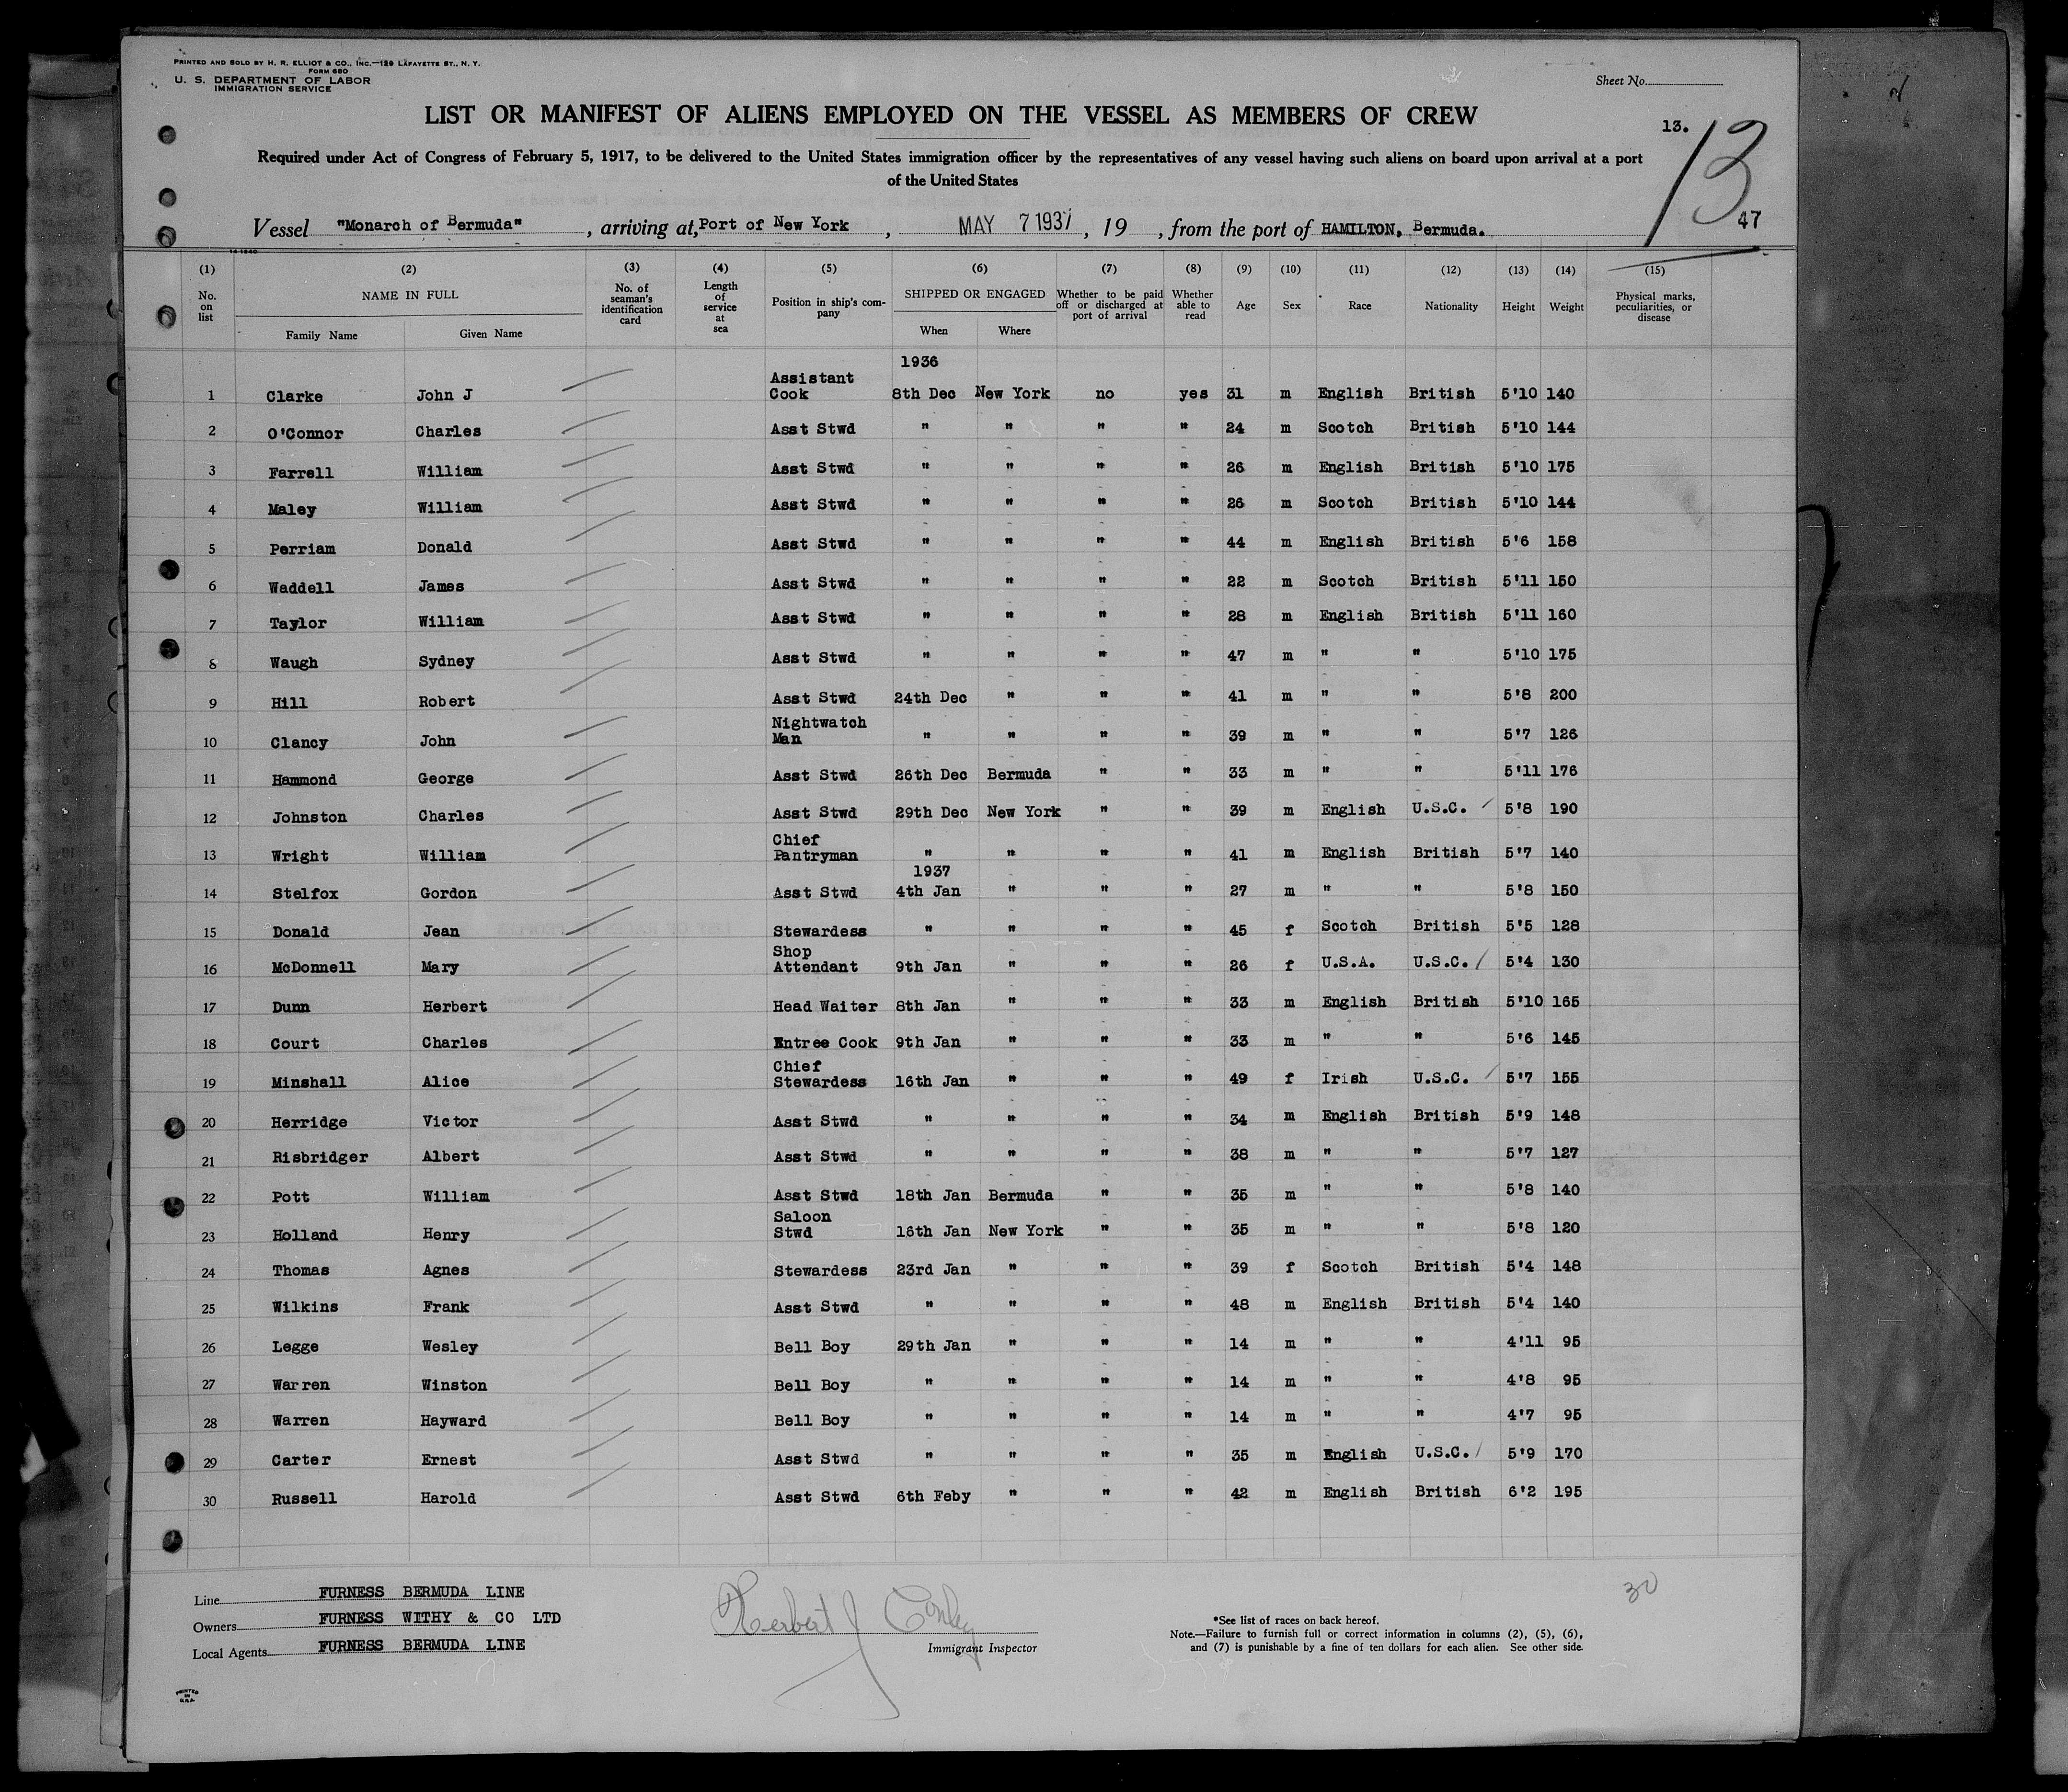 PRINTED AND SOLD BY H. R. ELLIOT & CO., INC.—129 LAFAYETTE ST., N. Y.
FORM 680
U. S. DEPARTMENT OF LABOR
IMMIGRATION SERVICE
Sheet No.
LIST OR MANIFEST OF ALIENS EMPLOYED ON THE VESSEL AS MEMBERS OF CREW
13.
13
Required under Act of Congress of February 5, 1917, to be delivered to the United States immigration officer by the representatives of any vessel having such aliens on board upon arrival at a port
of the United States
47
Vessel "Monarch of Bermuda" , arriving at, Port of New York , MAY 7 1937 , 19 , from the port of HAMILTON, Bermuda.
(1) (2) (3) (4) (5) (6) (7) (8) (9) (10) (11) (12) (13) (14) (15)
No. on list NAME IN FULL Family Name Given Name No. of seaman's identification card Length of service at sea Position in ship's company SHIPPED OR ENGAGED When Where Whether to be paid off or discharged at port of arrival Whether able to read Age Sex Race Nationality Height Weight Physical marks, peculiarities, or disease
1936
1 Clarke John J Assistant Cook 8th Dec New York no yes 31 m English British 5'10 140
2 O'Connor Charles Asst Stwd " " " " 24 m Scotch British 5'10 144
3 Farrell William Asst Stwd " " " " 26 m English British 5'10 175
4 Maley William Asst Stwd " " " " 26 m Scotch British 5'10 144
5 Perriam Donald Asst Stwd " " " " 44 m English British 5'6 158
6 Waddell James Asst Stwd " " " " 22 m Scotch British 5'11 150
7 Taylor William Asst Stwd " " " " 28 m English British 5'11 160
8 Waugh Sydney Asst Stwd " " " " 47 m " " 5'10 175
9 Hill Robert Asst Stwd 24th Dec " " " 41 m " " 5'8 200
10 Clancy John Nightwatch Man " " " " 39 m " " 5'7 126
11 Hammond George Asst Stwd 26th Dec Bermuda " " 33 m " " 5'11 176
12 Johnston Charles Asst Stwd 29th Dec New York " " 39 m English U.S.C. 5'8 190
13 Wright William Chief Pantryman " " " " 41 m English British 5'7 140
1937
14 Stelfox Gordon Asst Stwd 4th Jan " " " 27 m " " 5'8 150
15 Donald Jean Stewardess " " " " 45 f Scotch British 5'5 128
16 McDonnell Mary Shop Attendant 9th Jan " " " 26 f U.S.A. U.S.C. 5'4 130
17 Dunn Herbert Head Waiter 8th Jan " " " 33 m English British 5'10 165
18 Court Charles Entree Cook 9th Jan " " " 33 m " " 5'6 145
19 Minshall Alice Chief Stewardess 16th Jan " " " 49 f Irish U.S.C. 5'7 155
20 Herridge Victor Asst Stwd " " " " 34 m English British 5'9 148
21 Risbridger Albert Asst Stwd " " " " 38 m " " 5'7 127
22 Pott William Asst Stwd 18th Jan Bermuda " " 35 m " " 5'8 140
23 Holland Henry Saloon Stwd 16th Jan New York " " 35 m " " 5'8 120
24 Thomas Agnes Stewardess 23rd Jan " " " 39 f Scotch British 5'4 148
25 Wilkins Frank Asst Stwd " " " " 48 m English British 5'4 140
26 Legge Wesley Bell Boy 29th Jan " " " 14 m " " 4'11 95
27 Warren Winston Bell Boy " " " " 14 m " " 4'8 95
28 Warren Hayward Bell Boy " " " " 14 m " " 4'7 95
29 Carter Ernest Asst Stwd " " " " 35 m English U.S.C. 5'9 170
30 Russell Harold Asst Stwd 6th Feby " " " 42 m English British 6'2 195
Line FURNESS BERMUDA LINE
Owners FURNESS WITHY & CO LTD
Local Agents FURNESS BERMUDA LINE
Herbert J Conley
Immigrant Inspector
30
*See list of races on back hereof.
Note.—Failure to furnish full or correct information in columns (2), (5), (6),
and (7) is punishable by a fine of ten dollars for each alien. See other side.
PRINTED
IN
U.S.A.